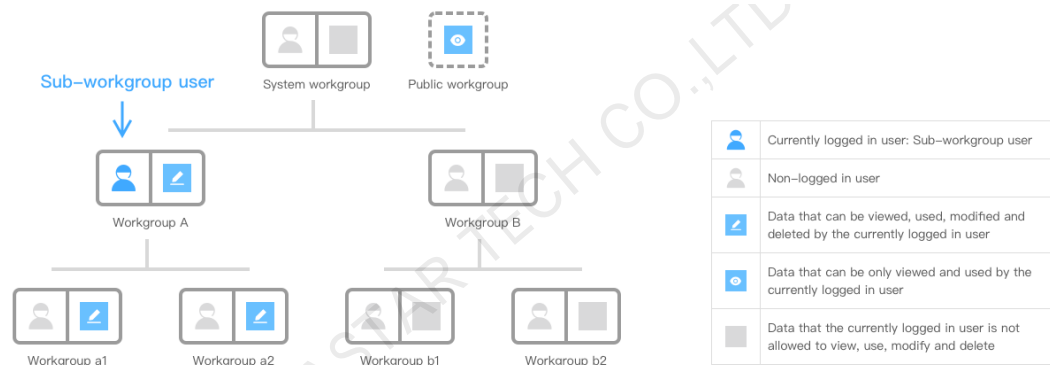 System workgroup
Public workgroup
Sub-workgroup user
Workgroup A
Workgroup B
Workgroup a1
Workgroup a2
Workgroup b1
Workgroup b2
Currently logged in user: Sub-workgroup user
Non-logged in user
Data that can be viewed, used, modified and
deleted by the currently logged in user
Data that can be only viewed and used by the
currently logged in user
Data that the currently logged in user is not
allowed to view, use, modify and delete
TECH CO.,LTD